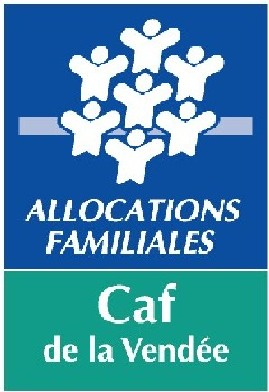 ALLOCATIONS
FAMILIALES
Caf
de la Vendée